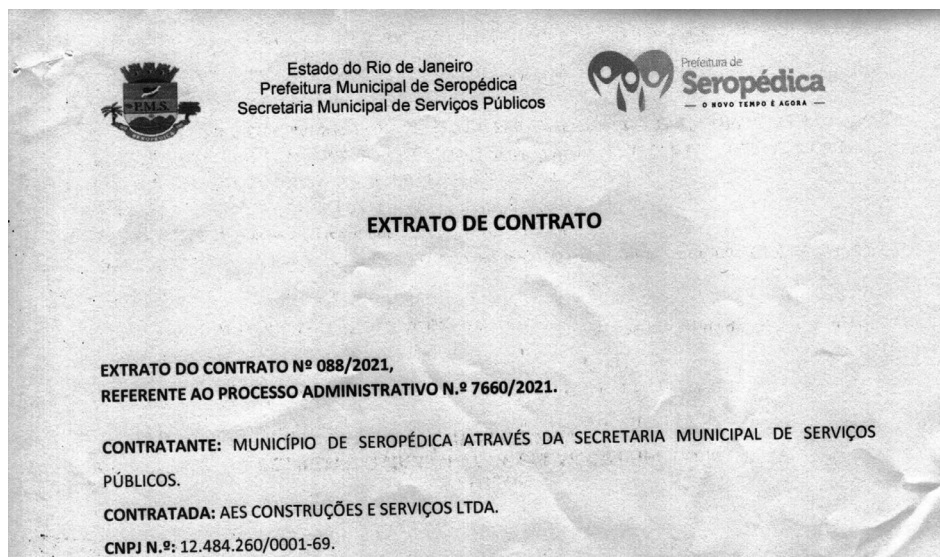 Estado do Rio de Janeiro
Prefeitura Municipal de Seropédica
Secretaria Municipal de Serviços Públicos
P.M.S.
SEROPÉDICA
Prefeitura de
Seropédica
O NOVO TEMPO É AGORA
EXTRATO DE CONTRATO
EXTRATO DO CONTRATO Nº 088/2021,
REFERENTE AO PROCESSO ADMINISTRATIVO N.º 7660/2021.
CONTRATANTE: MUNICÍPIO DE SEROPÉDICA ATRAVÉS DA SECRETARIA MUNICIPAL DE SERVIÇOS
PÚBLICOS.
CONTRATADA: AES CONSTRUÇÕES E SERVIÇOS LTDA.
CNPJ N.º: 12.484.260/0001-69.